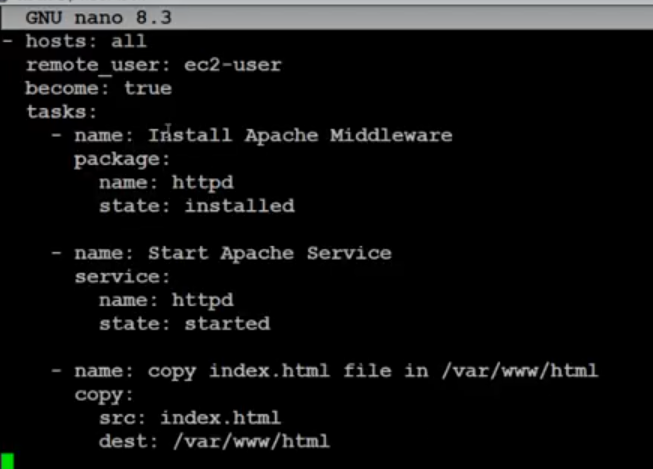 GNU nano 8.3
- hosts: all
  remote_user: ec2-user
  become: true
  tasks:
    - name: Install Apache Middleware
      package:
        name: httpd
        state: installed

    - name: Start Apache Service
      service:
        name: httpd
        state: started

    - name: copy index.html file in /var/www/html
      copy:
        src: index.html
        dest: /var/www/html